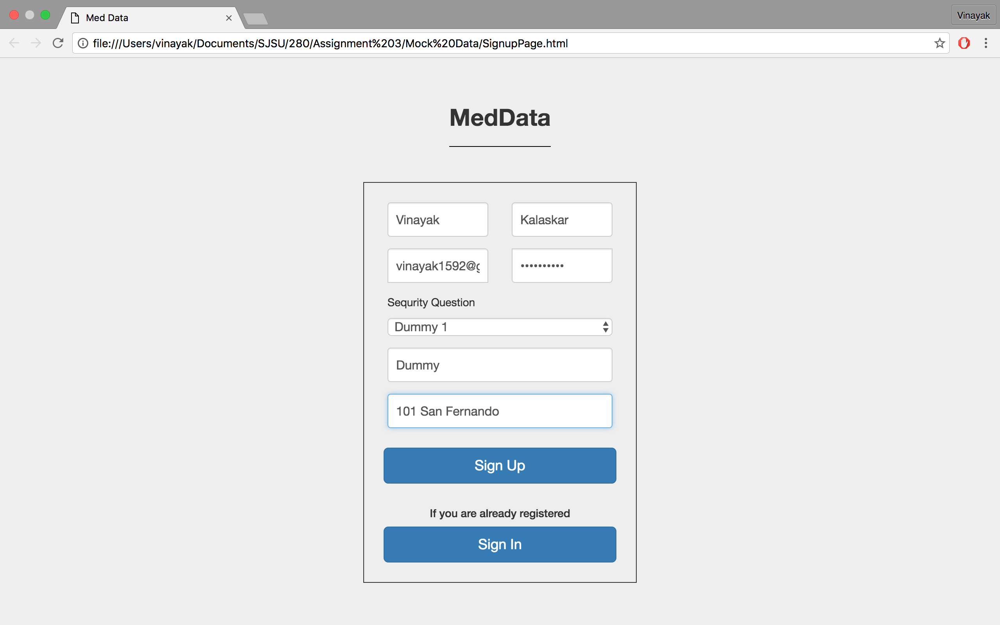 Med Data
Vinayak
file:///Users/vinayak/Documents/SJSU/280/Assignment%203/Mock%20Data/SignupPage.html
MedData
Vinayak Kalaskar
vinayak1592@g ••••••••••
Sequrity Question
Dummy 1
Dummy
101 San Fernando
Sign Up
If you are already registered
Sign In